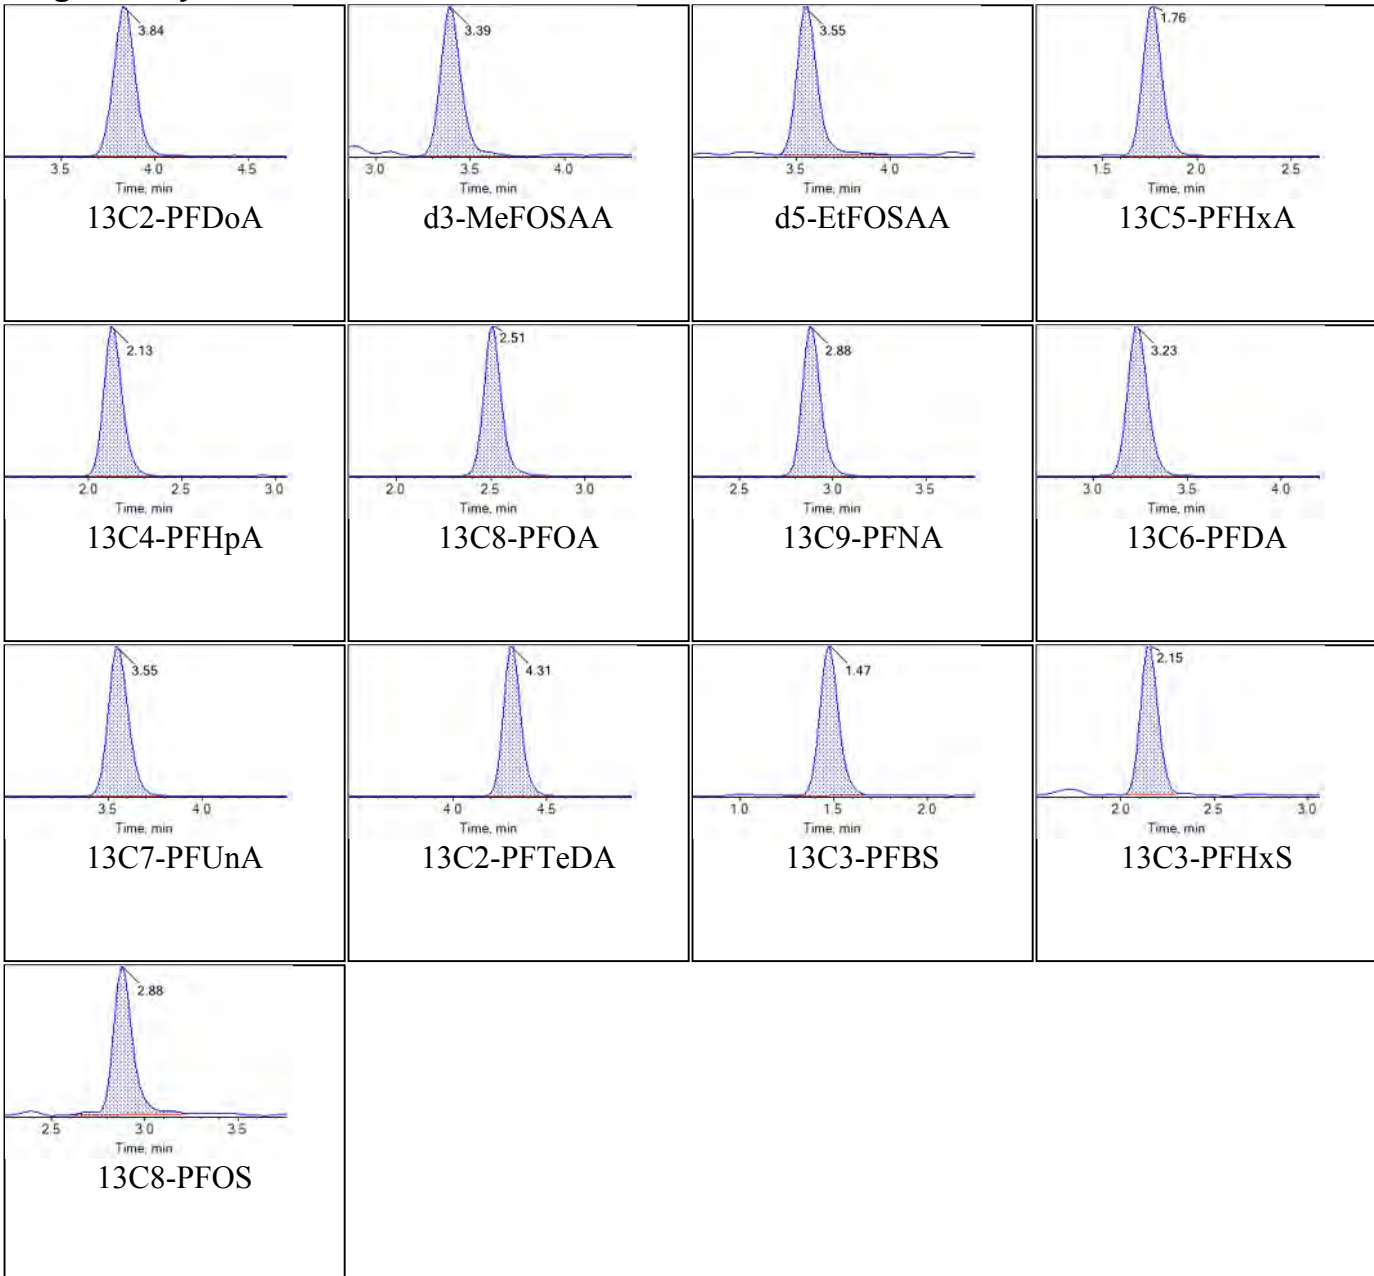 3.84
3.5 4.0 4.5
Time, min
13C2-PFDoA
3.39
3.0 3.5 4.0
Time, min
d3-MeFOSAA
3.55
3.5 4.0
Time, min
d5-EtFOSAA
1.76
1.5 2.0 2.5
Time, min
13C5-PFHxA
2.13
2.0 2.5 3.0
Time, min
13C4-PFHpA
2.51
2.0 2.5 3.0
Time, min
13C8-PFOA
2.88
2.5 3.0 3.5
Time, min
13C9-PFNA
3.23
3.0 3.5 4.0
Time, min
13C6-PFDA
3.55
3.5 4.0
Time, min
13C7-PFUnA
4.31
4.0 4.5
Time, min
13C2-PFTeDA
1.47
1.0 1.5 2.0
Time, min
13C3-PFBS
2.15
2.0 2.5 3.0
Time, min
13C3-PFHxS
2.88
2.5 3.0 3.5
Time, min
13C8-PFOS